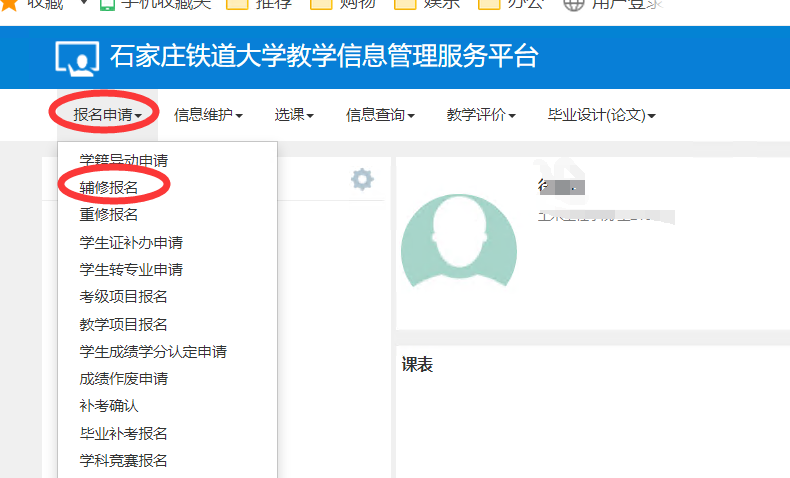 收藏 手机收藏夹 推荐 购物 娱乐 办公 用户登录
石家庄铁道大学教学信息管理服务平台
报名申请 信息维护 选课 信息查询 教学评价 毕业设计(论文)
学籍异动申请
辅修报名
重修报名
学生证补办申请
学生转专业申请
考级项目报名
教学项目报名
学生成绩学分认定申请
成绩作废申请
补考确认
毕业补考报名
学科竞赛报名
课表